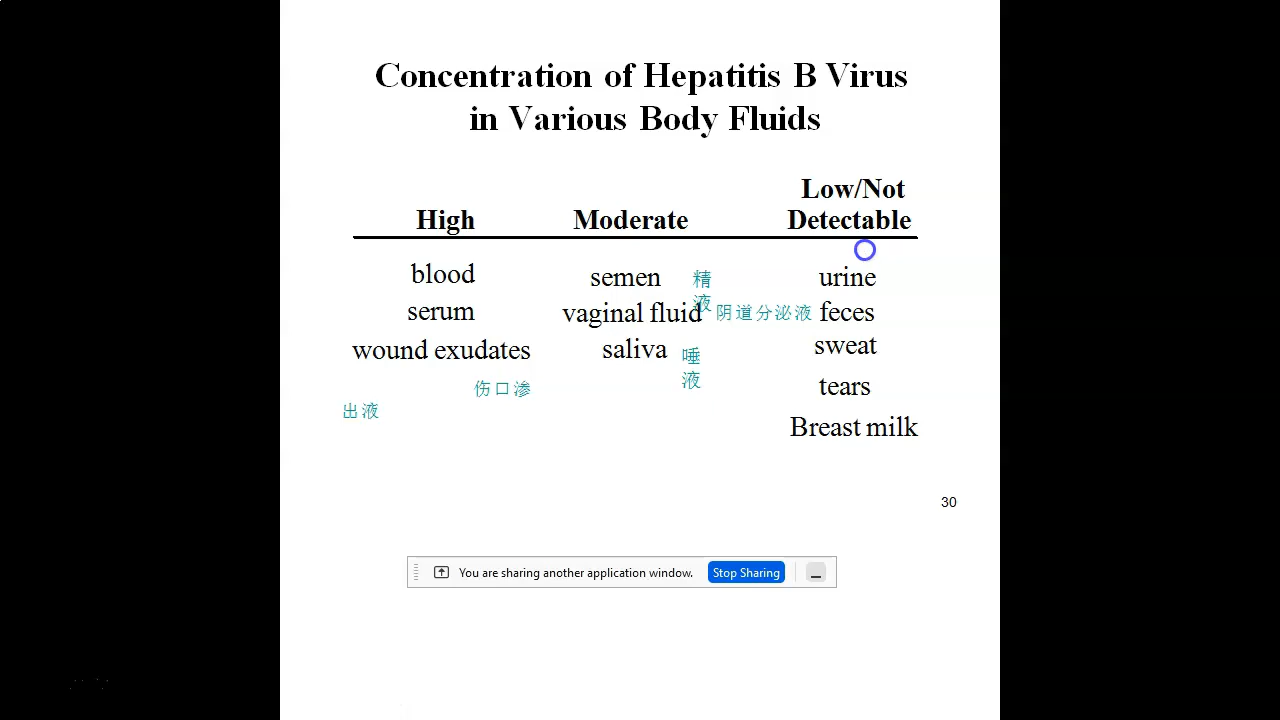 Concentration of Hepatitis B Virus
in Various Body Fluids
Low/Not
High Moderate Detectable
blood semen 精 urine
液
serum vaginal fluid 阴道分泌液 feces
wound exudates saliva 唾 sweat
液
伤口渗 tears
出液
Breast milk
30
You are sharing another application window. Stop Sharing